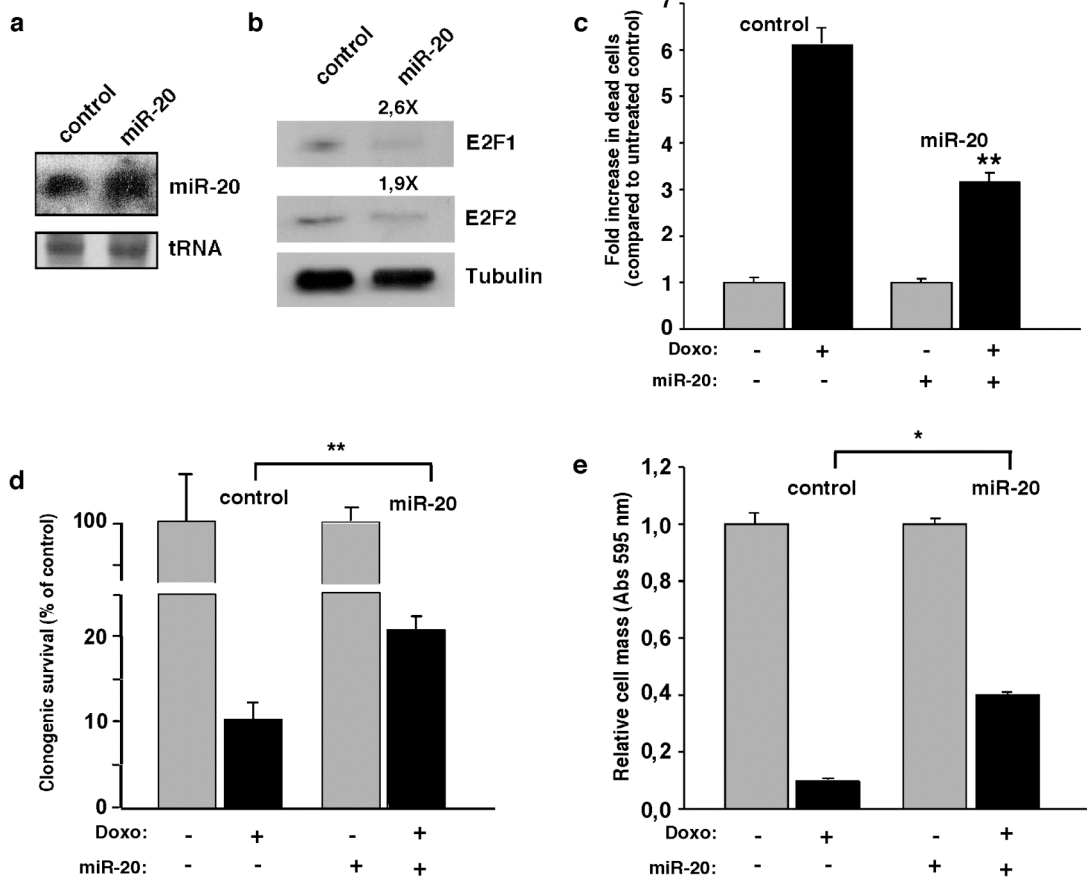 a
control
miR-20
miR-20
tRNA
b
control
miR-20
2,6X
E2F1
1,9X
E2F2
Tubulin
c
Fold increase in dead cells
(compared to untreated control)
7
6
5
4
3
2
1
0
control
miR-20
**
Doxo: - + - +
miR-20: - - + +
d
Clonogenic survival (% of control)
100
20
10
0
**
control
miR-20
Doxo: - + - +
miR-20: - - + +
e
Relative cell mass (Abs 595 nm)
1,2
1,0
0,8
0,6
0,4
0,2
0,0
*
control
miR-20
Doxo: - + - +
miR-20: - - + +